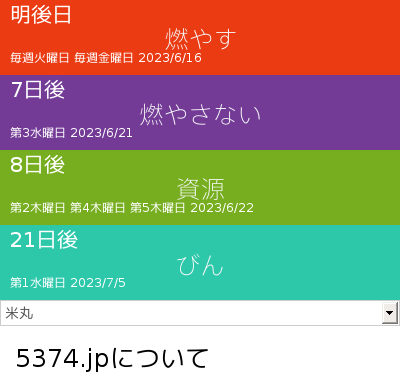 明後日
燃やす
毎週火曜日 毎週金曜日 2023/6/16
7日後
燃やさない
第3水曜日 2023/6/21
8日後
資源
第2木曜日 第4木曜日 第5木曜日 2023/6/22
21日後
びん
第1水曜日 2023/7/5
米丸
5374.jpについて